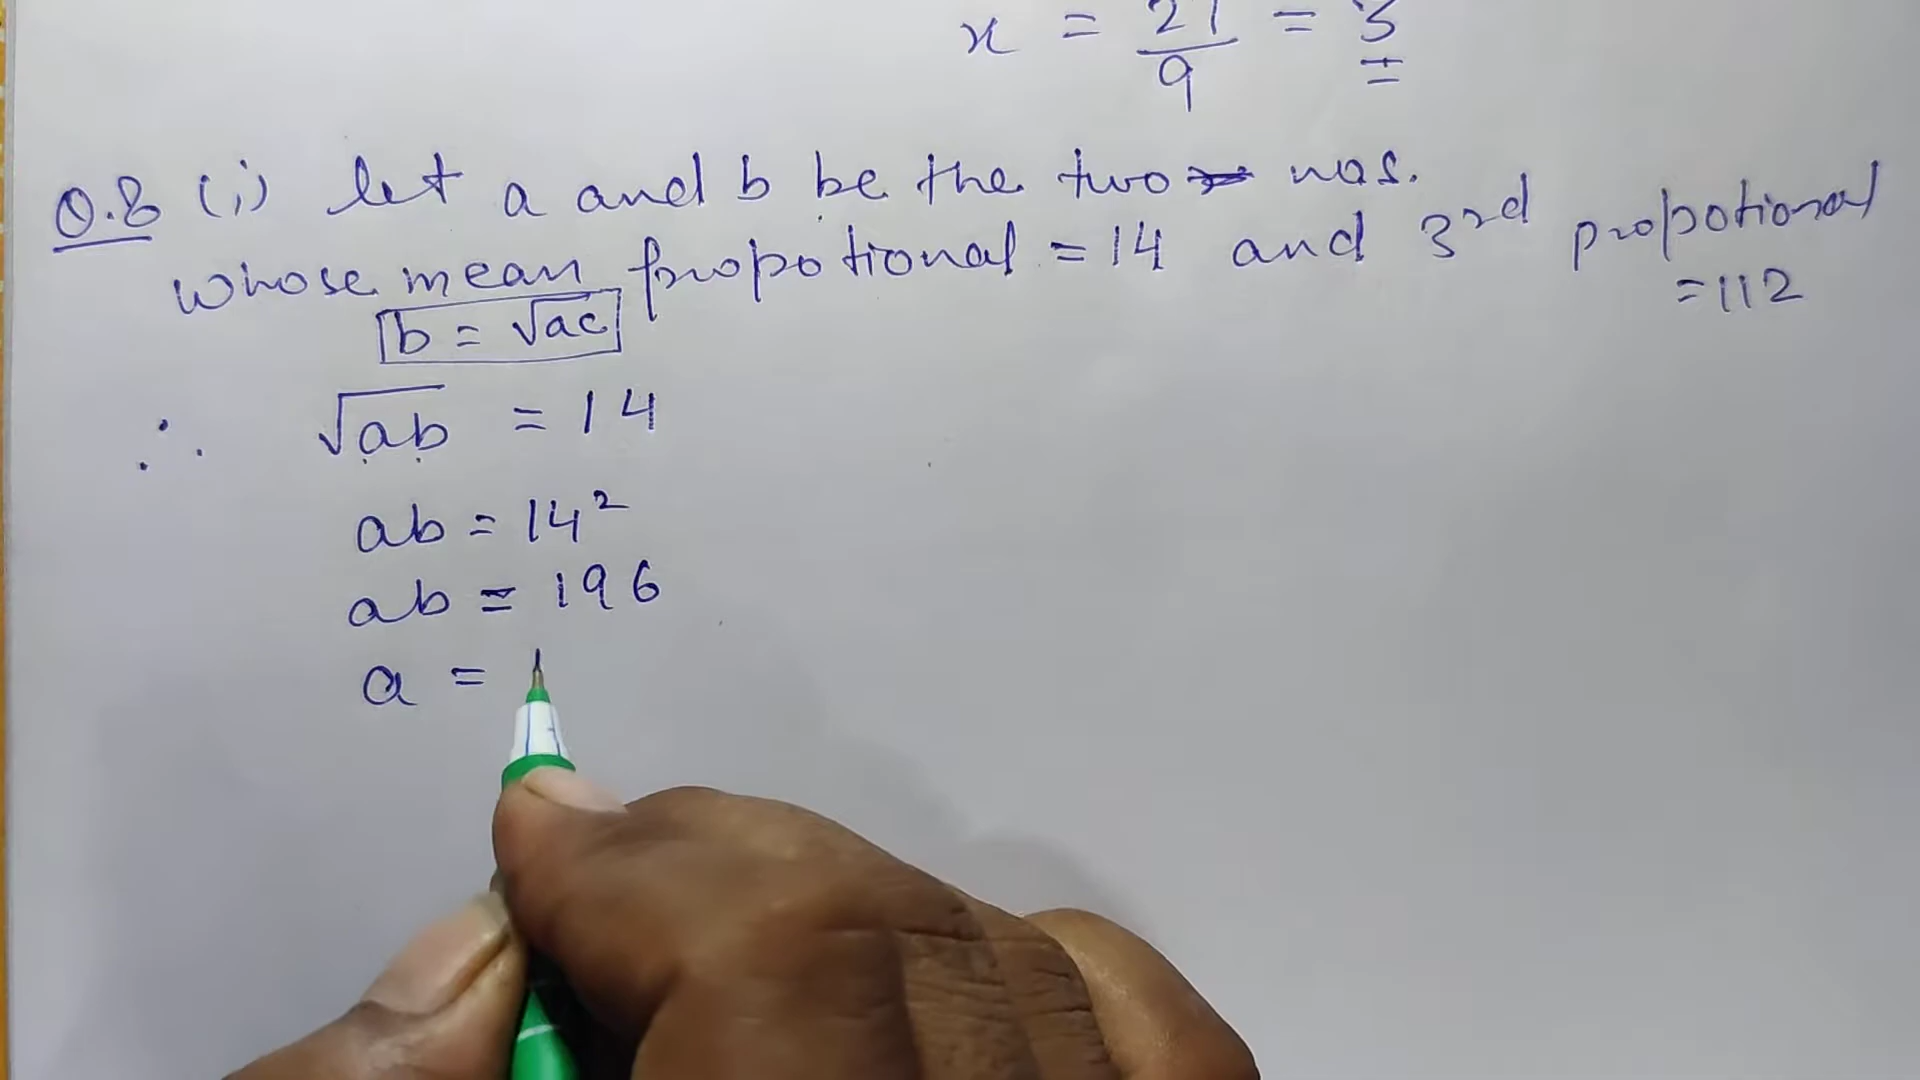 x = 27/9 = 3
Q.8 (i) let a and b be the two nos.
whose mean propotional = 14 and 3rd propotional
= 112
b = √ac
∴ √ab = 14
ab = 14²
ab = 196
a =